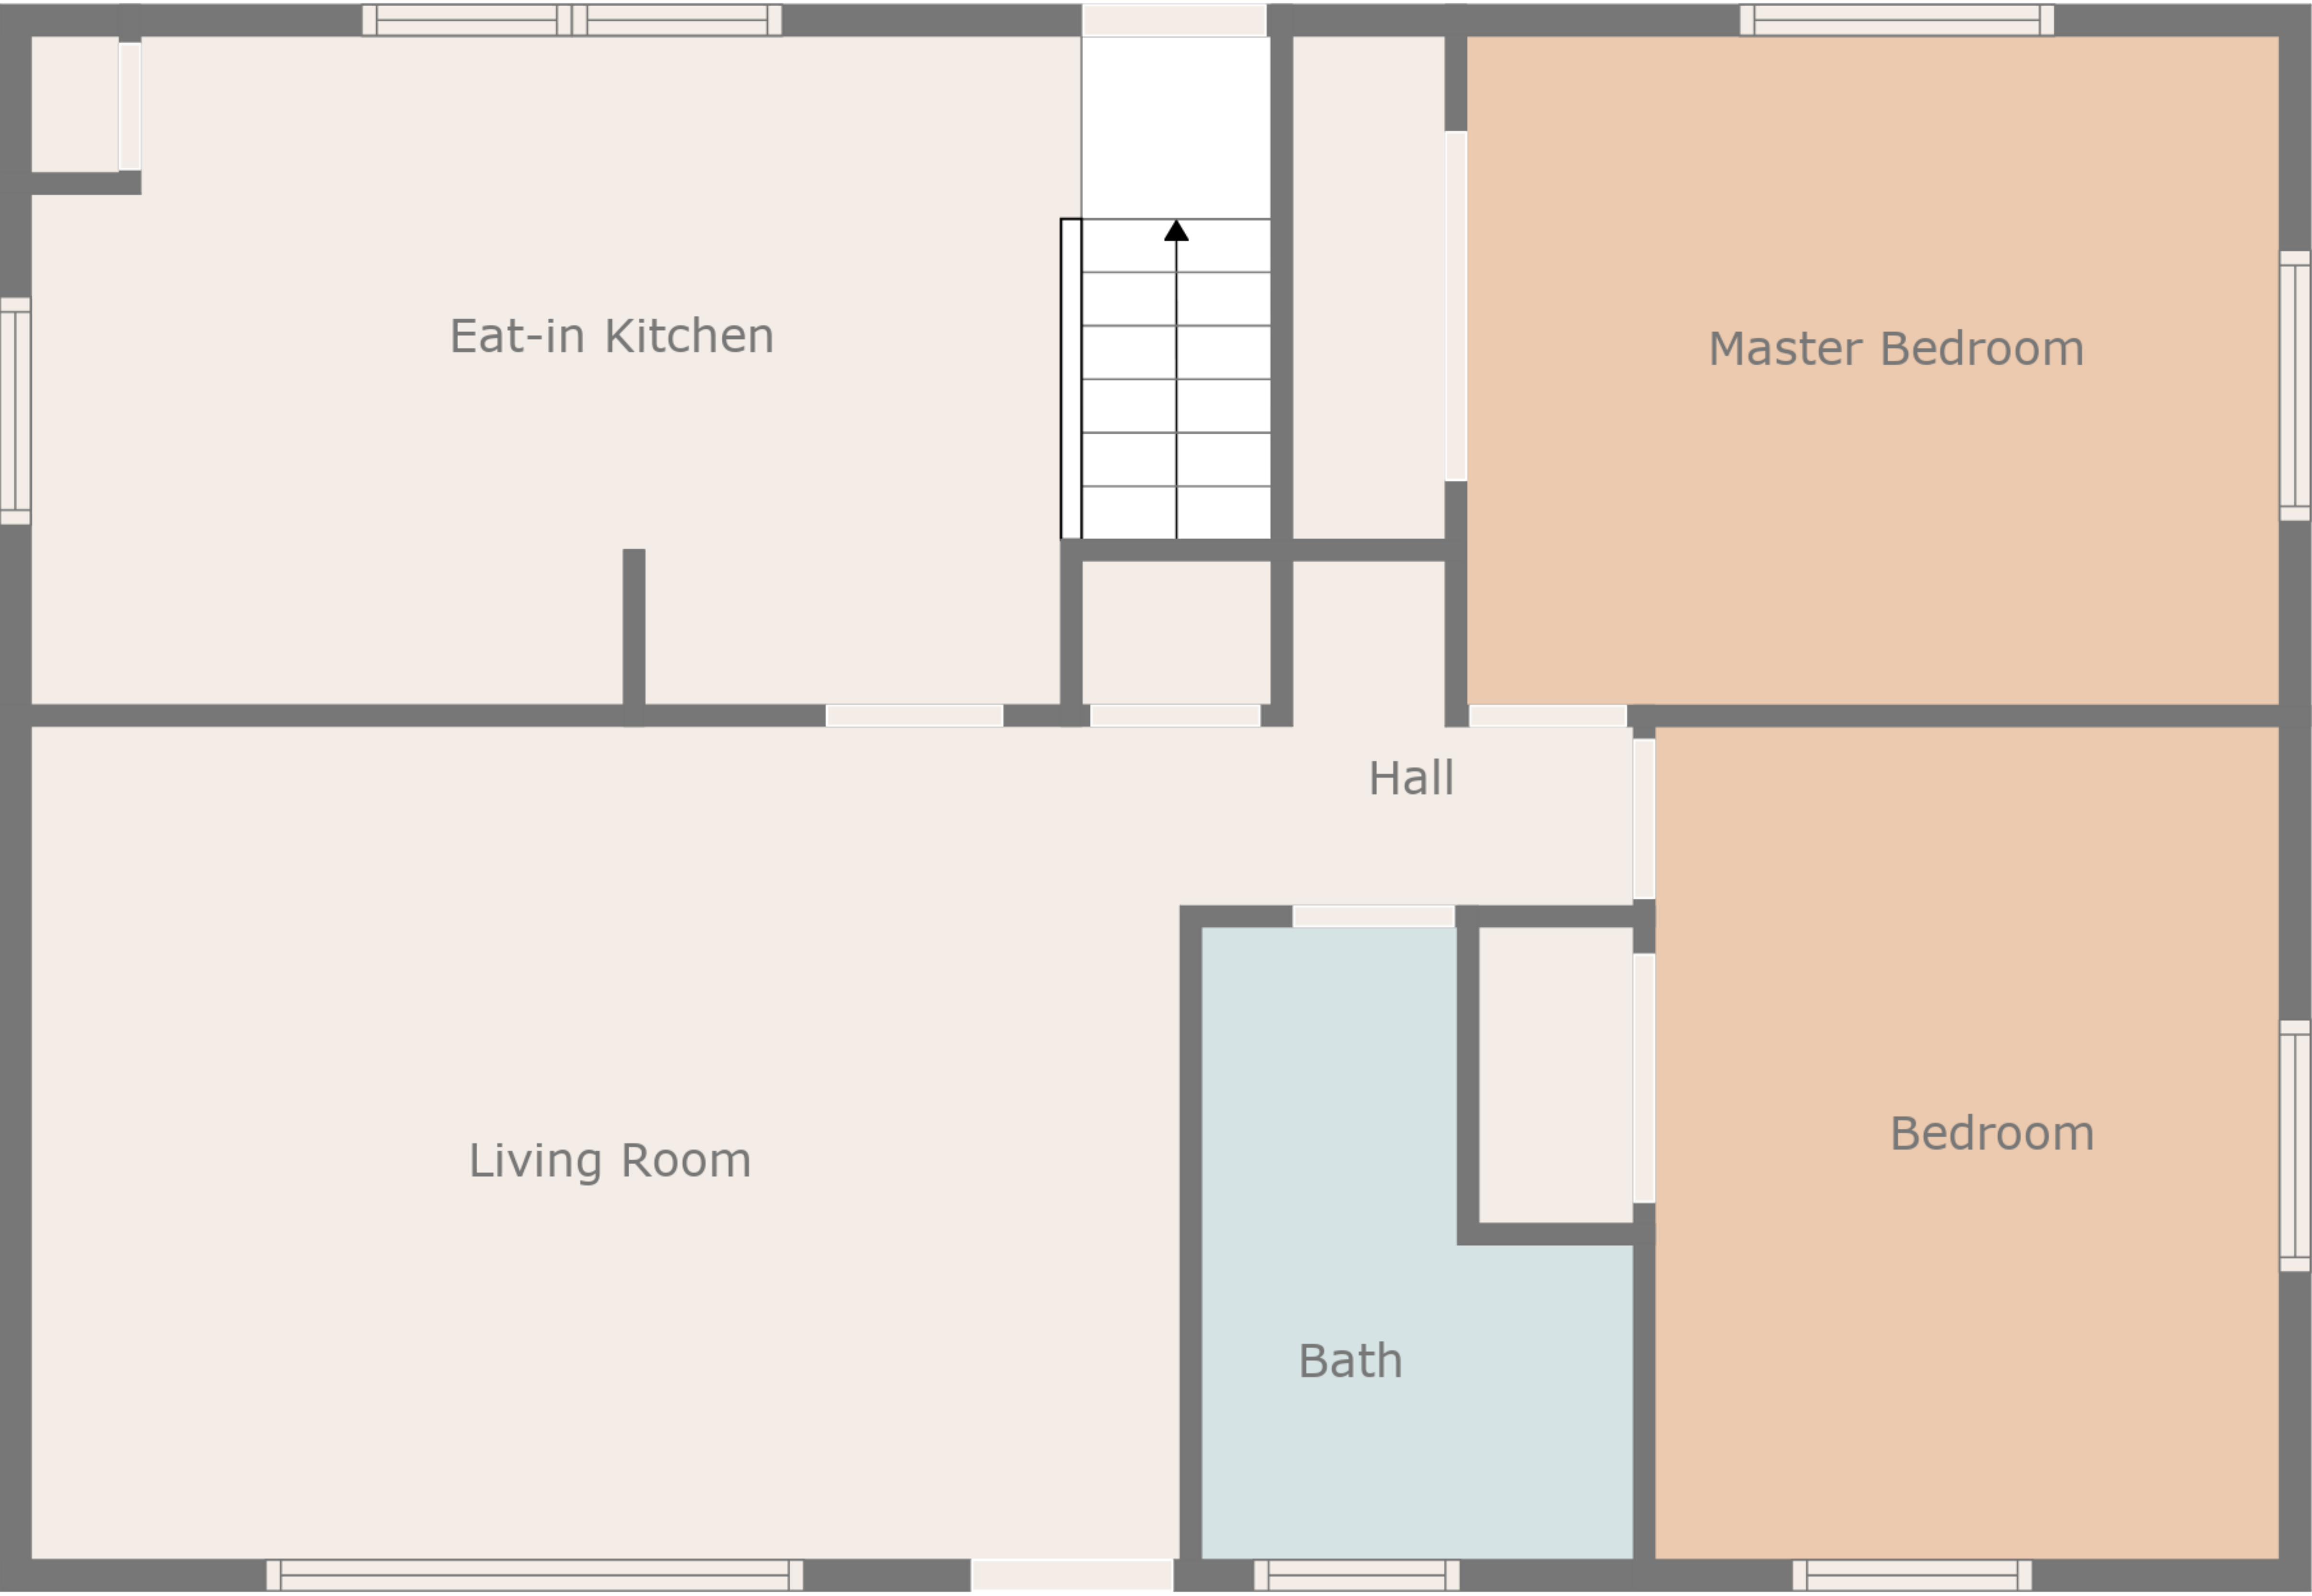 Eat-in Kitchen
Master Bedroom
Hall
Living Room
Bedroom
Bath